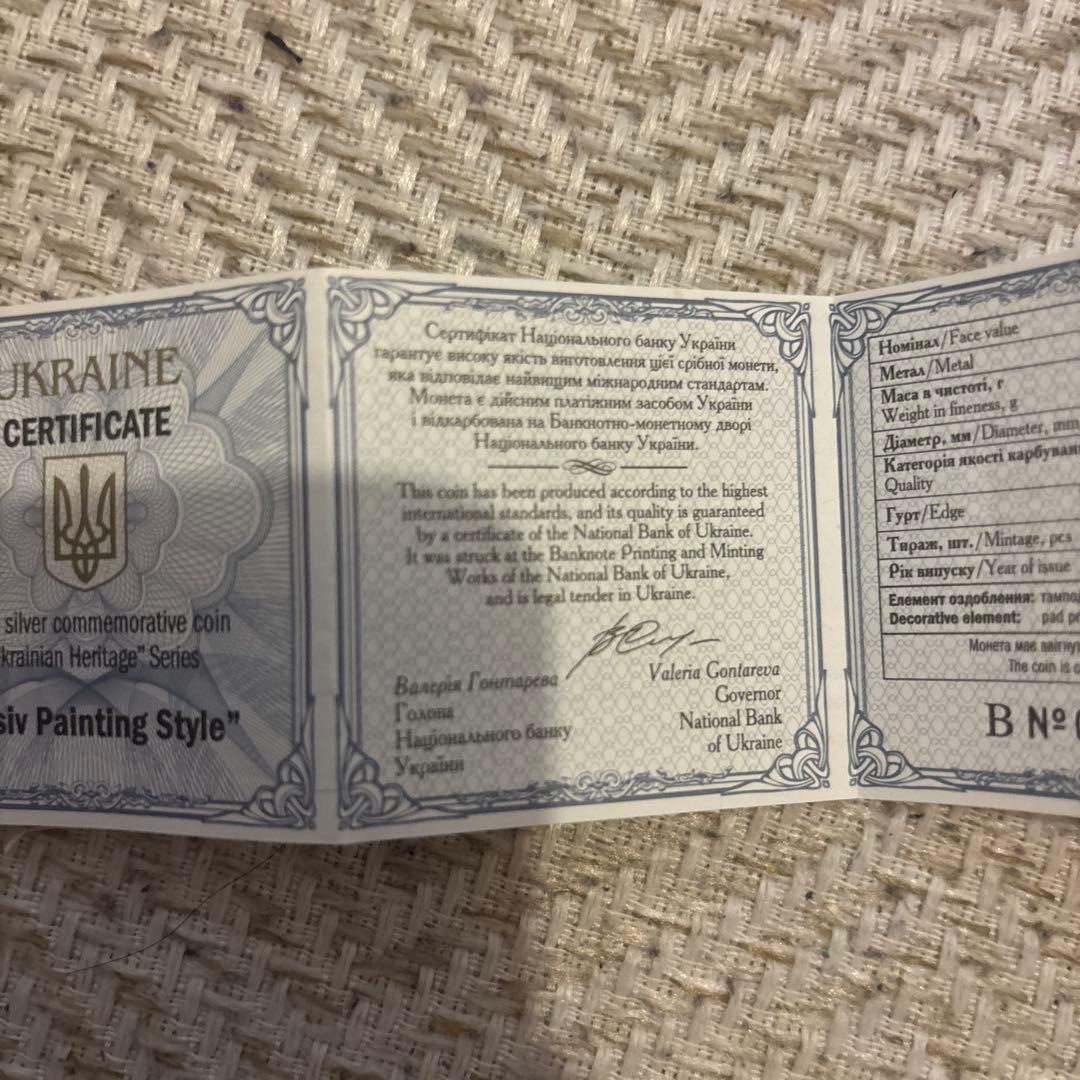 UKRAINE
CERTIFICATE
silver commemorative coin
krainian Heritage" Series
siv Painting Style"
Сертифікат Національного банку України
гарантує високу якість виготовлення цієї срібної монети,
яка відповідає найвищим міжнародним стандартам.
Монета є дійсним платіжним засобом України
і відкарбована на Банкнотно-монетному дворі
Національного банку України.
This coin has been produced according to the highest
international standards, and its quality is guaranteed
by a certificate of the National Bank of Ukraine.
It was struck at the Banknote Printing and Minting
Works of the National Bank of Ukraine,
and is legal tender in Ukraine.
Валерія Гонтарева
Голова
Національного банку
України
Valeria Gontareva
Governor
National Bank
of Ukraine
Номінал/Face value
Метал/Metal
Маса в чистоті, г
Weight in fineness, g
Діаметр, мм/Diameter, mm
Категорія якості карбуван
Quality
Гурт/Edge
Тираж, шт./Mintage, pcs
Рік випуску/Year of issue
Елемент оздоблення: тампод
Decorative element: pad p
Монета має ввігну
The coin is c
В №